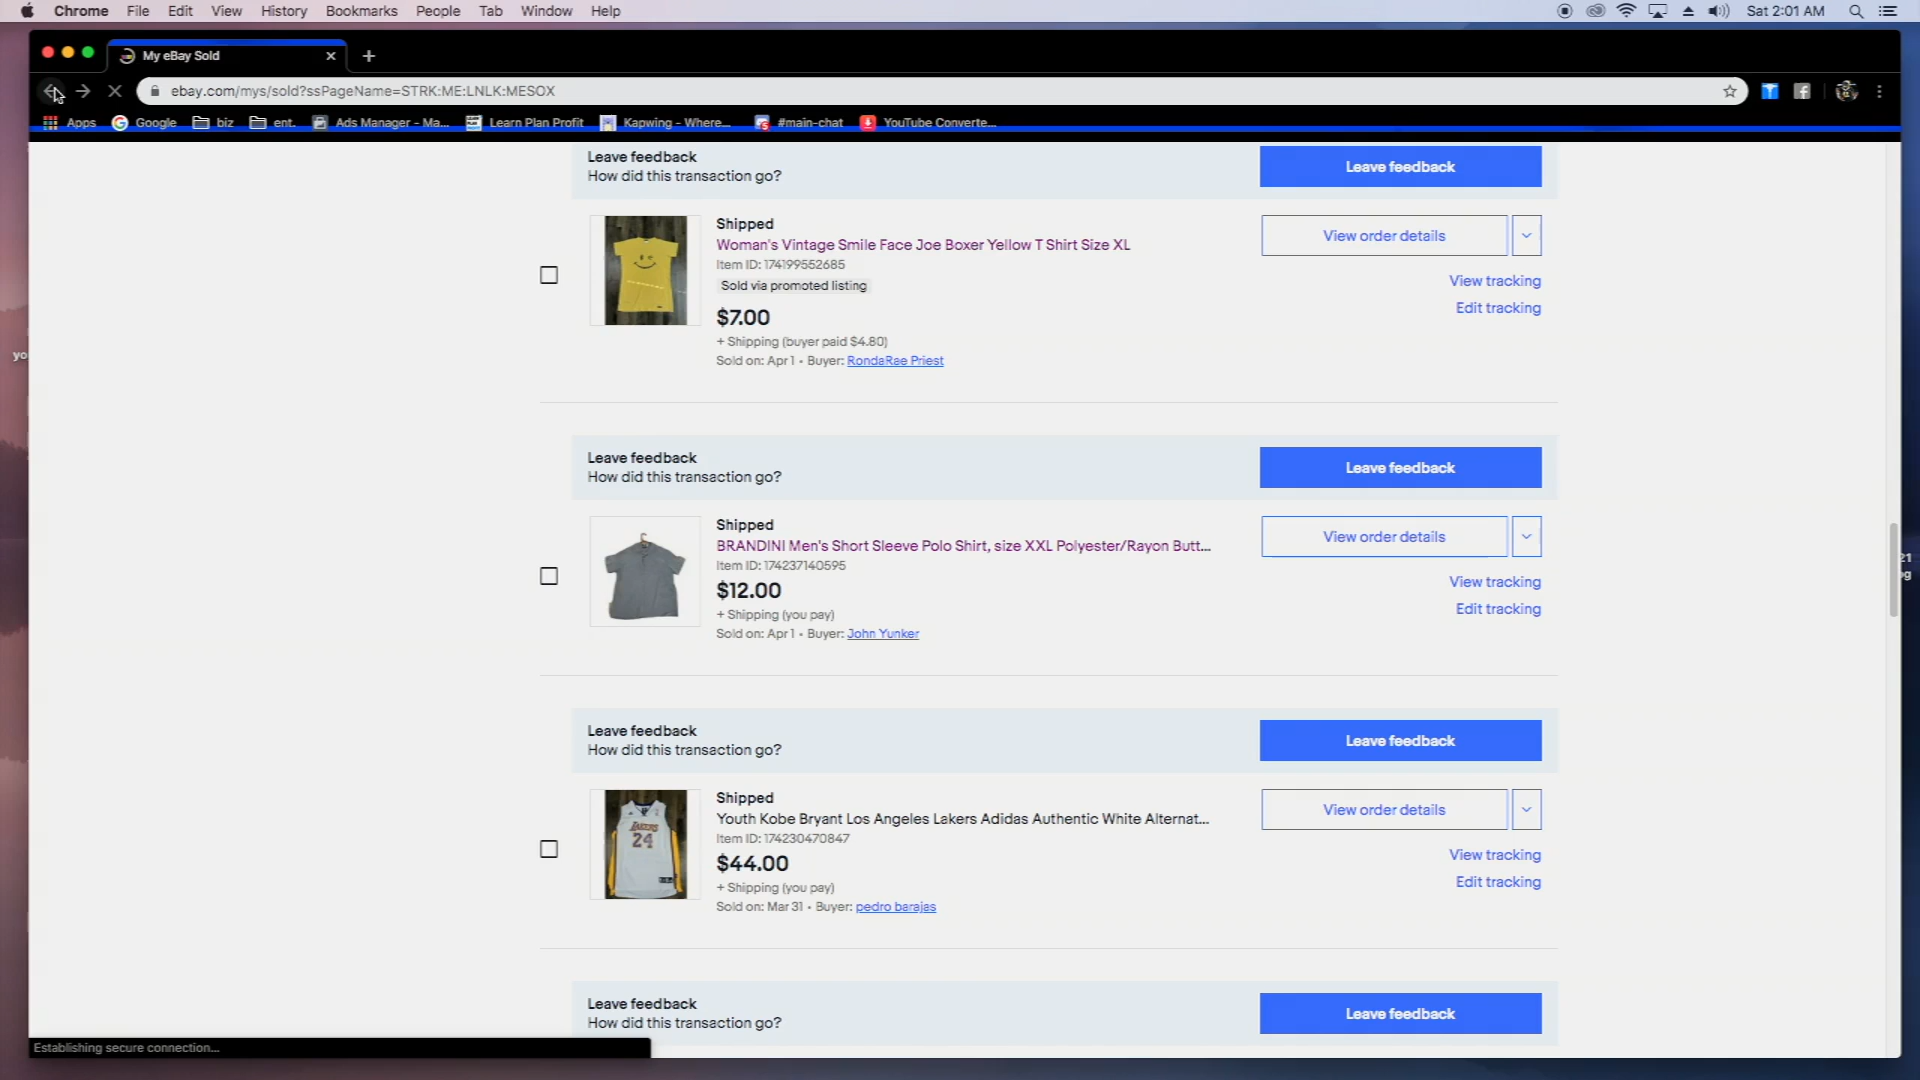 Chrome File Edit View History Bookmarks People Tab Window Help Sat 2:01 AM
My eBay Sold
ebay.com/mys/sold?ssPageName=STRK:ME:LNLK:MESOX
Apps Google biz ent. Ads Manager - Ma... Learn Plan Profit Kapwing - Where... #main-chat YouTube Converte...
Leave feedback
How did this transaction go?
Leave feedback
Shipped
Woman's Vintage Smile Face Joe Boxer Yellow T Shirt Size XL
Item ID: 174199552685
Sold via promoted listing
$7.00
+ Shipping (buyer paid $4.80)
Sold on: Apr 1 • Buyer: RondaRae Priest
View order details
View tracking
Edit tracking
Leave feedback
How did this transaction go?
Leave feedback
Shipped
BRANDINI Men's Short Sleeve Polo Shirt, size XXL Polyester/Rayon Butt...
Item ID: 174237140595
$12.00
+ Shipping (you pay)
Sold on: Apr 1 • Buyer: John Yunker
View order details
View tracking
Edit tracking
Leave feedback
How did this transaction go?
Leave feedback
LAKERS
24
Shipped
Youth Kobe Bryant Los Angeles Lakers Adidas Authentic White Alternat...
Item ID: 174230470847
$44.00
+ Shipping (you pay)
Sold on: Mar 31 • Buyer: pedro barajas
View order details
View tracking
Edit tracking
Leave feedback
How did this transaction go?
Leave feedback
Establishing secure connection...
yo
21